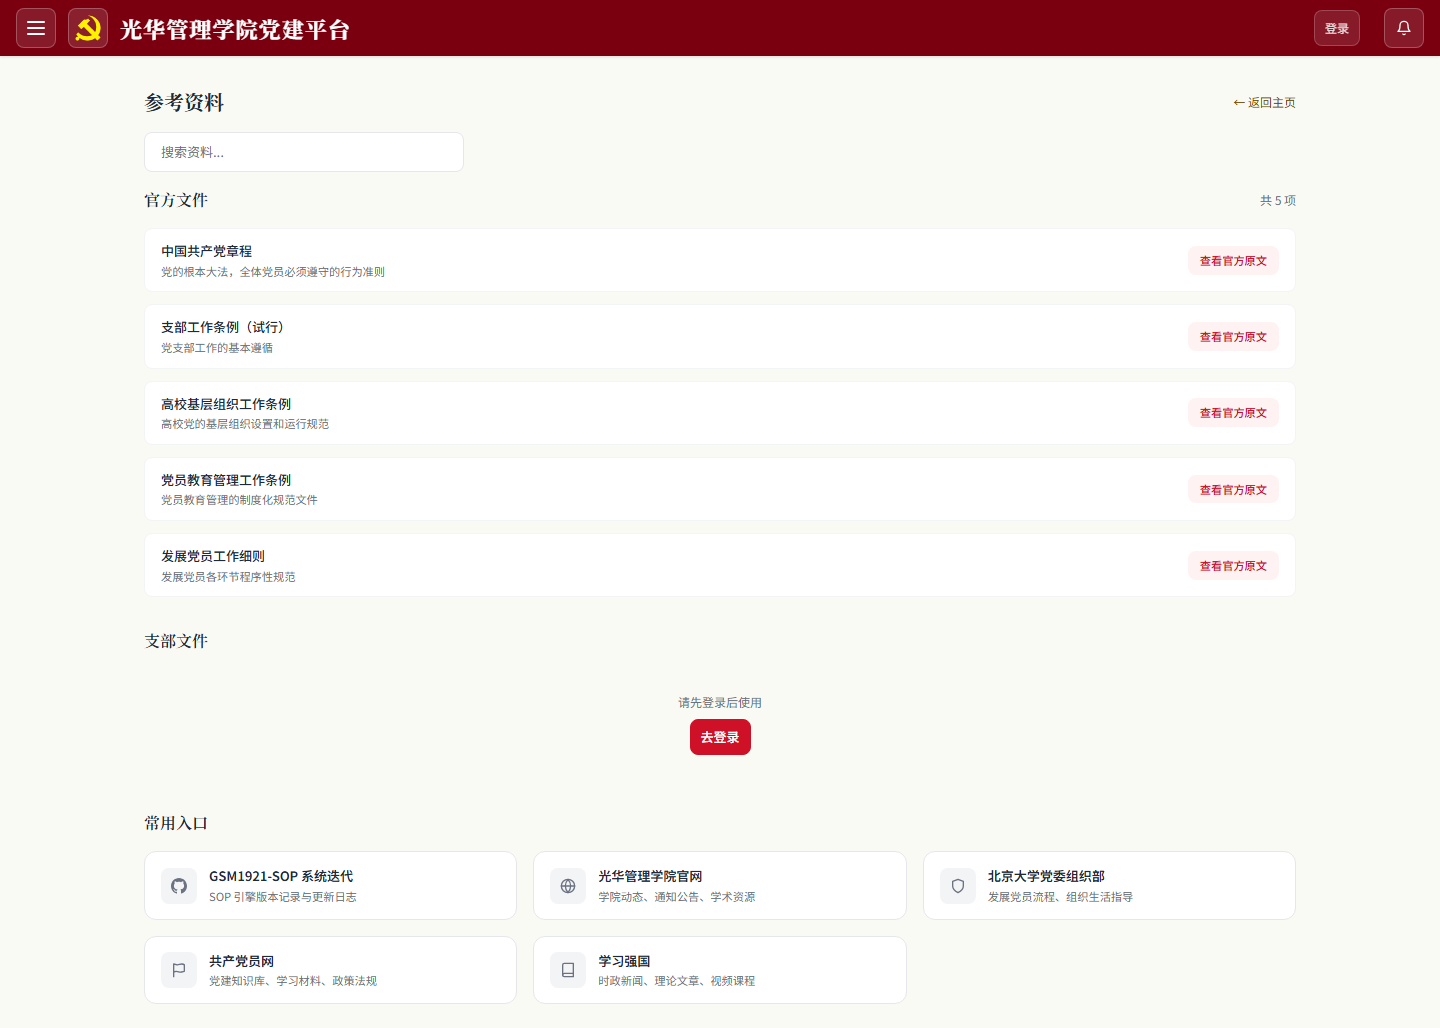 光华管理学院党建平台
登录
参考资料
← 返回主页
搜索资料...
官方文件
共 5 项
中国共产党章程
党的根本大法，全体党员必须遵守的行为准则
查看官方原文
支部工作条例（试行）
党支部工作的基本遵循
查看官方原文
高校基层组织工作条例
高校党的基层组织设置和运行规范
查看官方原文
党员教育管理工作条例
党员教育管理的制度化规范文件
查看官方原文
发展党员工作细则
发展党员各环节程序性规范
查看官方原文
支部文件
请先登录后使用
去登录
常用入口
GSM1921-SOP 系统迭代
SOP 引擎版本记录与更新日志
光华管理学院官网
学院动态、通知公告、学术资源
北京大学党委组织部
发展党员流程、组织生活指导
共产党员网
党建知识库、学习材料、政策法规
学习强国
时政新闻、理论文章、视频课程